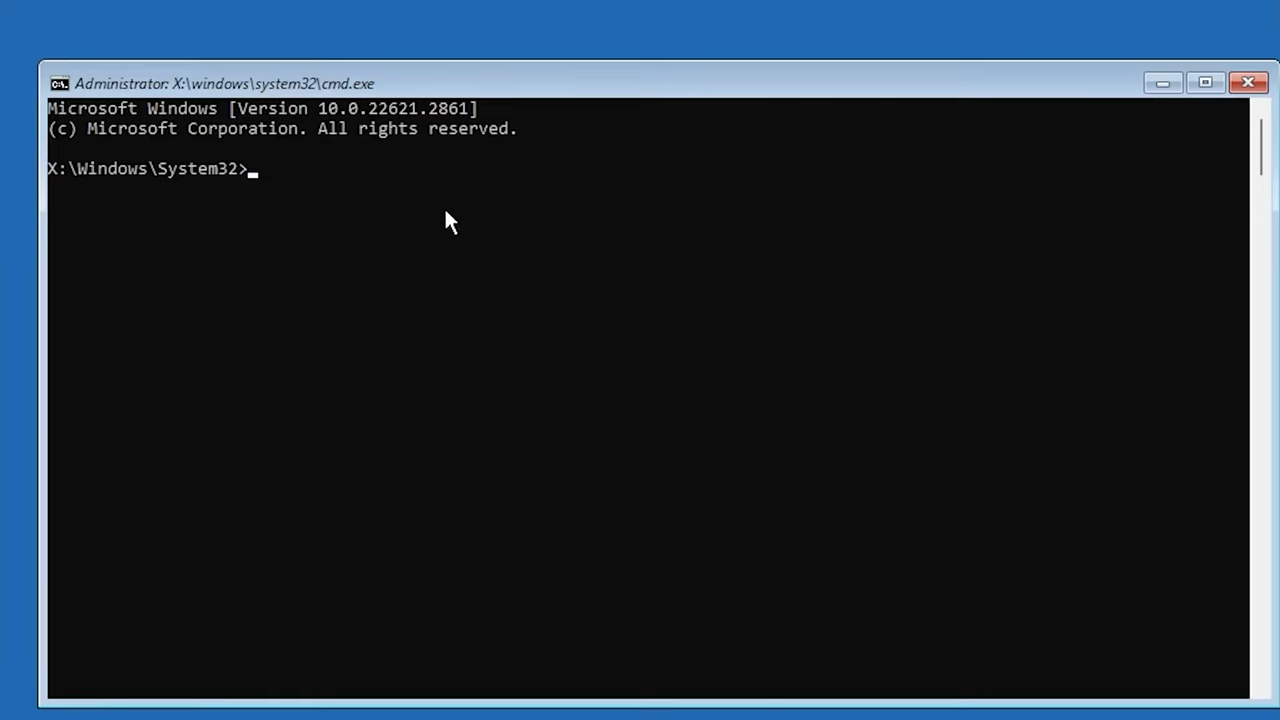 Administrator: X:\windows\system32\cmd.exe
Microsoft Windows [Version 10.0.22621.2861]
(c) Microsoft Corporation. All rights reserved.
X:\Windows\System32>